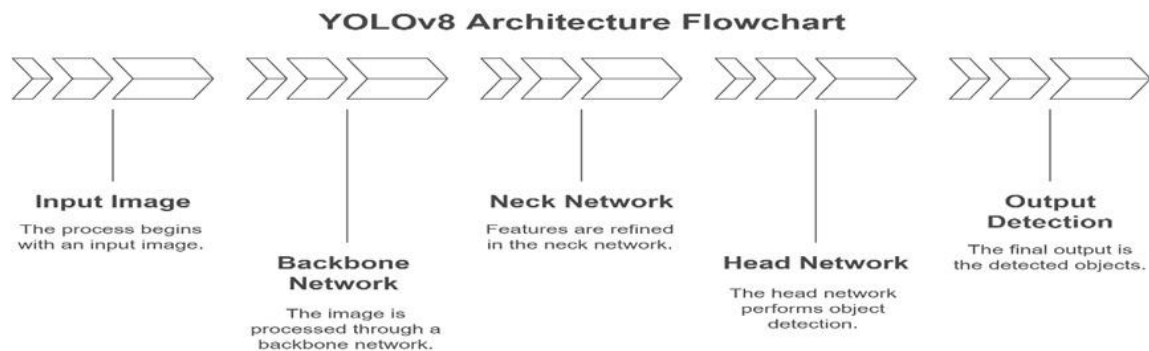 YOLOv8 Architecture Flowchart
Input Image
The process begins
with an input image.
Backbone
Network
The image is
processed through a
backbone network.
Neck Network
Features are refined
in the neck network.
Head Network
The head network
performs object
detection.
Output
Detection
The final output is
the detected objects.